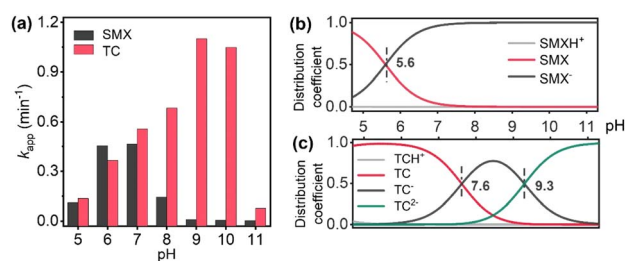 (a)
SMX
TC
k_app (min⁻¹)
1.2
0.9
0.6
0.3
0.0
5 6 7 8 9 10 11
pH
(b)
Distribution
coefficient
1.0
0.5
0.0
5.6
SMXH⁺
SMX
SMX⁻
5 6 7 8 9 10 11 pH
(c)
Distribution
coefficient
1.0
0.5
0.0
TCH⁺
TC
TC⁻
TC²⁻
7.6
9.3